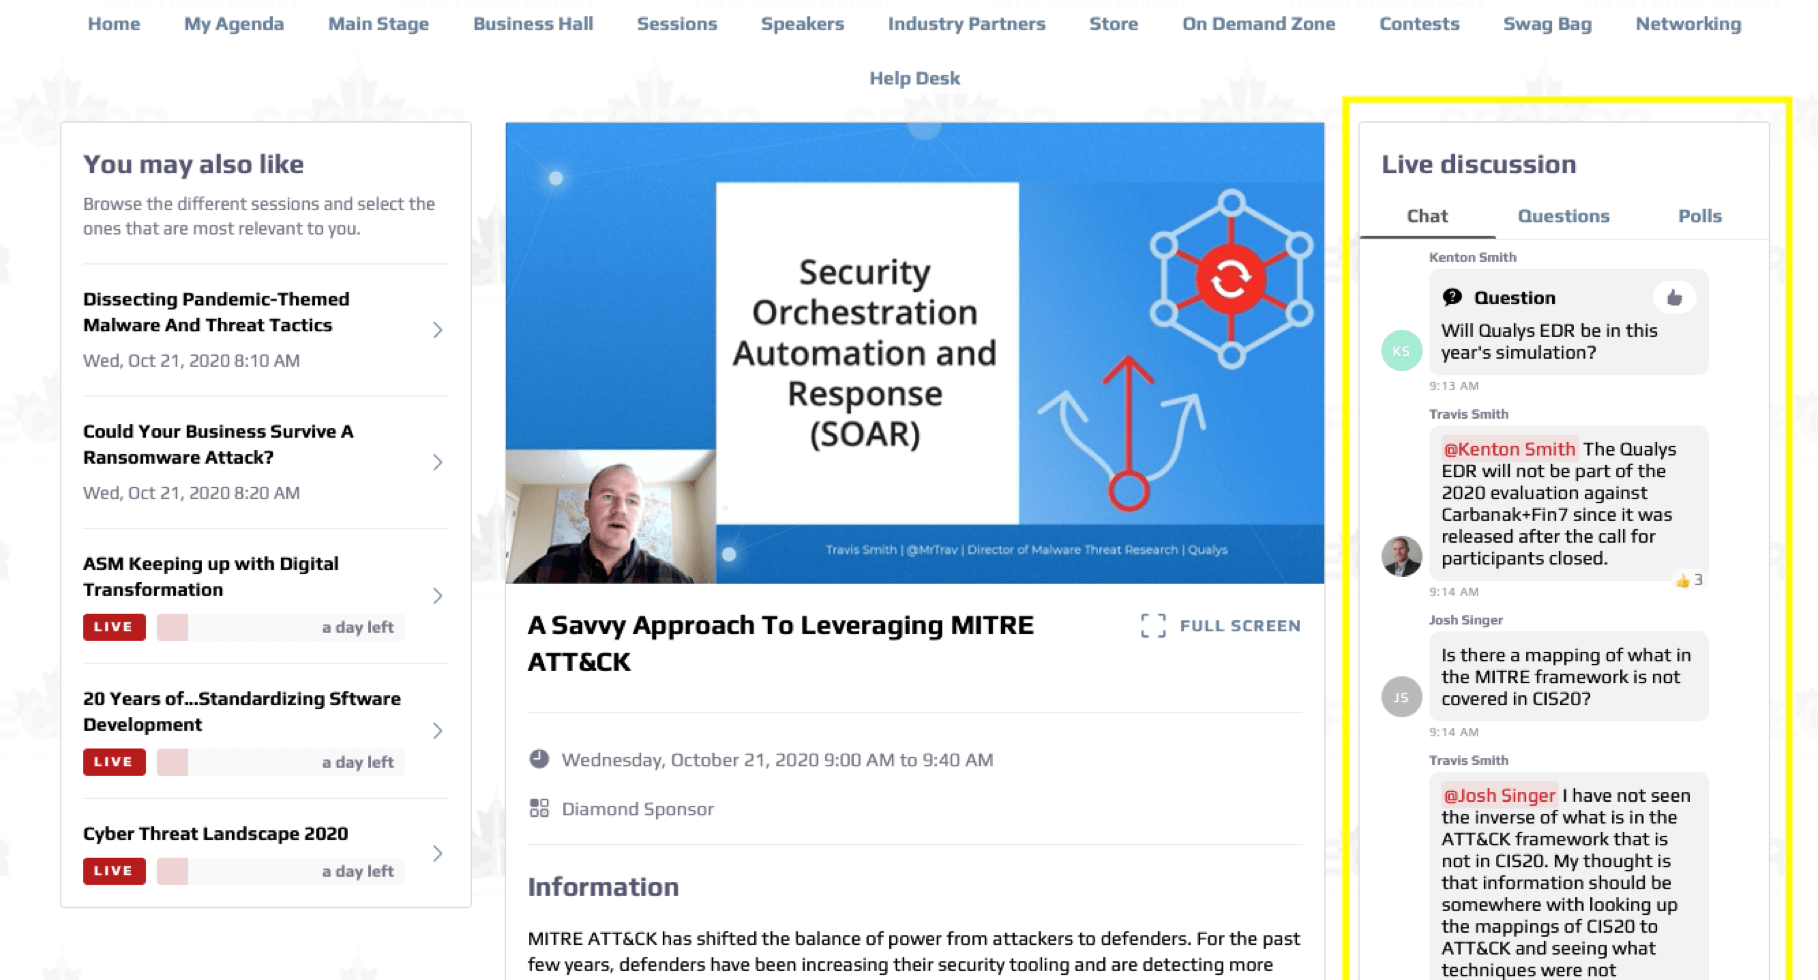 Home My Agenda Main Stage Business Hall Sessions Speakers Industry Partners Store On Demand Zone Contests Swag Bag Networking
Help Desk
You may also like
Browse the different sessions and select the
ones that are most relevant to you.
Dissecting Pandemic-Themed
Malware And Threat Tactics
Wed, Oct 21, 2020 8:10 AM
Could Your Business Survive A
Ransomware Attack?
Wed, Oct 21, 2020 8:20 AM
ASM Keeping up with Digital
Transformation
LIVE a day left
20 Years of...Standardizing Sftware
Development
LIVE a day left
Cyber Threat Landscape 2020
LIVE a day left
Security
Orchestration
Automation and
Response
(SOAR)
Travis Smith | @MrTrav | Director of Malware Threat Research | Qualys
A Savvy Approach To Leveraging MITRE
ATT&CK
FULL SCREEN
Wednesday, October 21, 2020 9:00 AM to 9:40 AM
Diamond Sponsor
Information
MITRE ATT&CK has shifted the balance of power from attackers to defenders. For the past
few years, defenders have been increasing their security tooling and are detecting more
Live discussion
Chat Questions Polls
Kenton Smith
Question
Will Qualys EDR be in this
year's simulation?
KS
9:13 AM
Travis Smith
@Kenton Smith The Qualys
EDR will not be part of the
2020 evaluation against
Carbanak+Fin7 since it was
released after the call for
participants closed.
3
9:14 AM
Josh Singer
Is there a mapping of what in
the MITRE framework is not
covered in CIS20?
JS
9:14 AM
Travis Smith
@Josh Singer I have not seen
the inverse of what is in the
ATT&CK framework that is
not in CIS20. My thought is
that information should be
somewhere with looking up
the mappings of CIS20 to
ATT&CK and seeing what
techniques were not